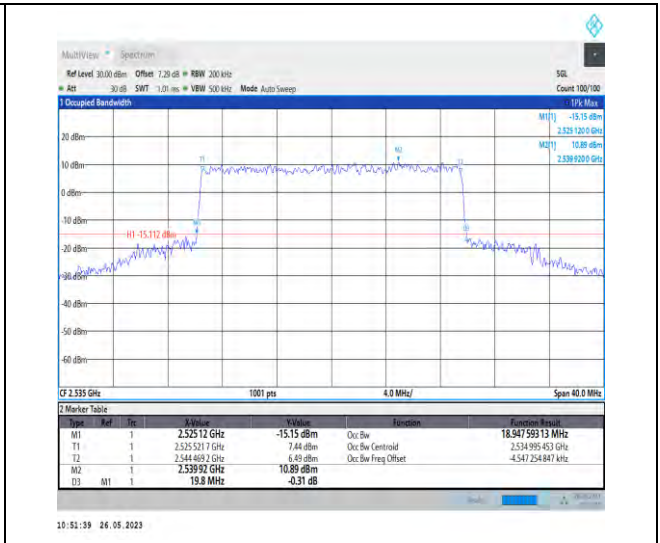 MultiView Spectrum
Ref Level 30.00 dBm Offset 7.29 dB RBW 200 kHz SGL
Att 30 dB SWT 1.01 ms VBW 500 kHz Mode Auto Sweep Count 100/100
1 Occupied Bandwidth 1Pk Max
M1[1] -15.15 dBm
2.525 120 0 GHz
20 dBm
M2[1] 10.89 dBm
2.539 920 0 GHz
M2
T1 T2
10 dBm
0 dBm
-10 dBm
M1
H1 -15.112 dBm
D3
-20 dBm
-30 dBm
-40 dBm
-50 dBm
-60 dBm
CF 2.535 GHz 1001 pts 4.0 MHz/ Span 40.0 MHz
2 Marker Table
Type Ref Trc X-Value Y-Value Function Function Result
M1 1 2.52512 GHz -15.15 dBm Occ Bw 18.947 593 13 MHz
T1 1 2.525 521 7 GHz 7.44 dBm Occ Bw Centroid 2.534 995 453 GHz
T2 1 2.544 469 2 GHz 6.49 dBm Occ Bw Freq Offset -4.547 254 847 kHz
M2 1 2.539 92 GHz 10.89 dBm
D3 M1 1 19.8 MHz -0.31 dB
10:51:39 26.05.2023